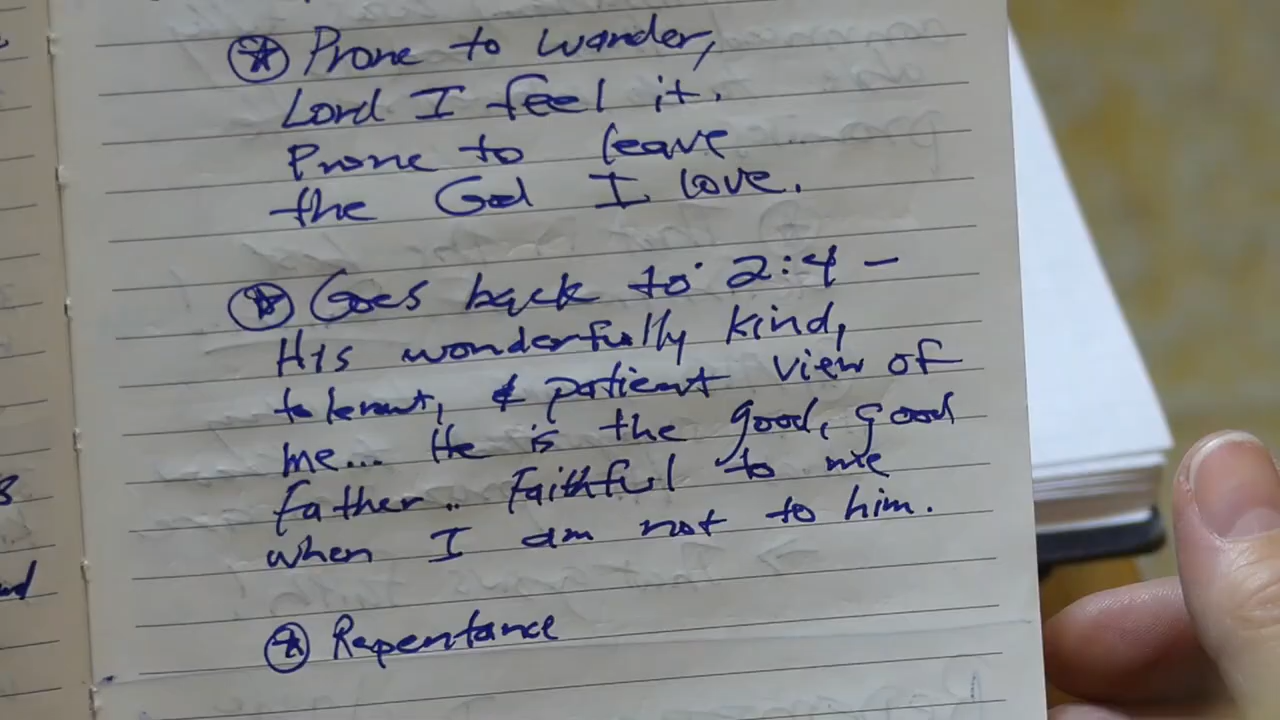 Prone to wander,
Lord I feel it.
Prone to leave
the God I love.
Goes back to 2:4 -
His wonderfully kind,
tolerant, & patient view of
me... He is the good, good
father.. Faithful to me
when I am not to him.
Repentance